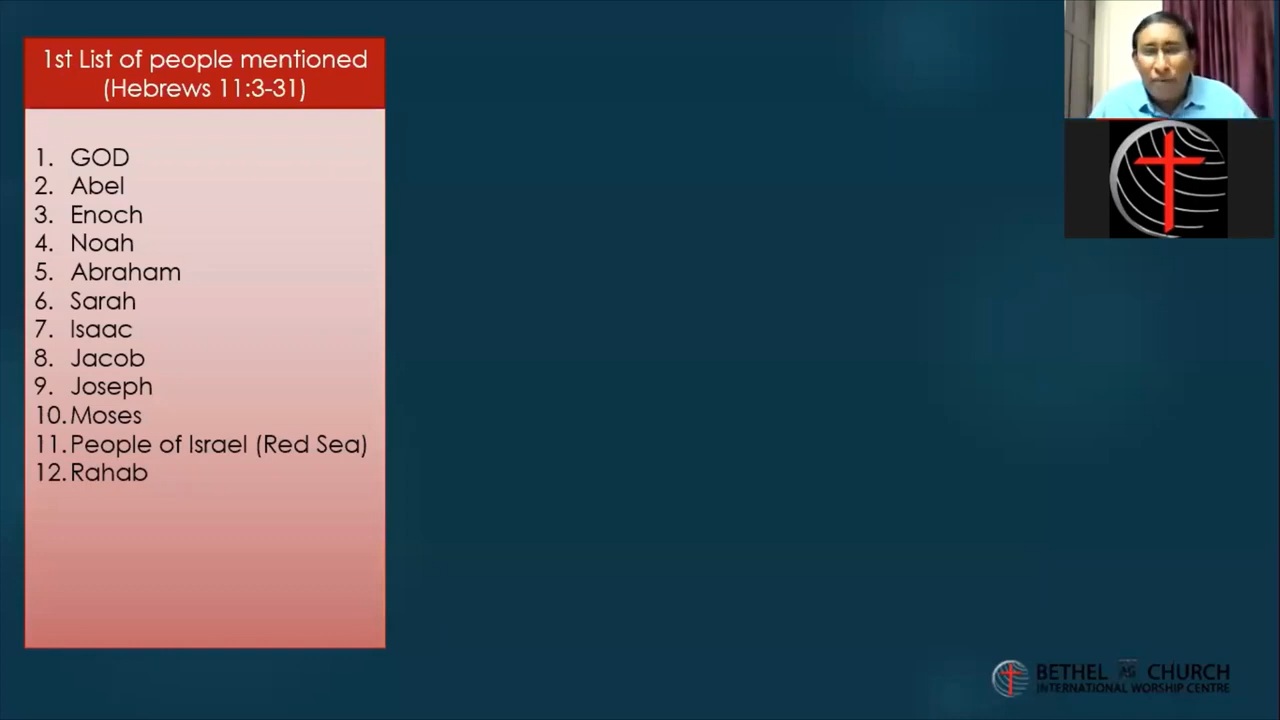 1st List of people mentioned
(Hebrews 11:3-31)
1. GOD
2. Abel
3. Enoch
4. Noah
5. Abraham
6. Sarah
7. Isaac
8. Jacob
9. Joseph
10. Moses
11. People of Israel (Red Sea)
12. Rahab
BETHEL AG CHURCH
INTERNATIONAL WORSHIP CENTRE